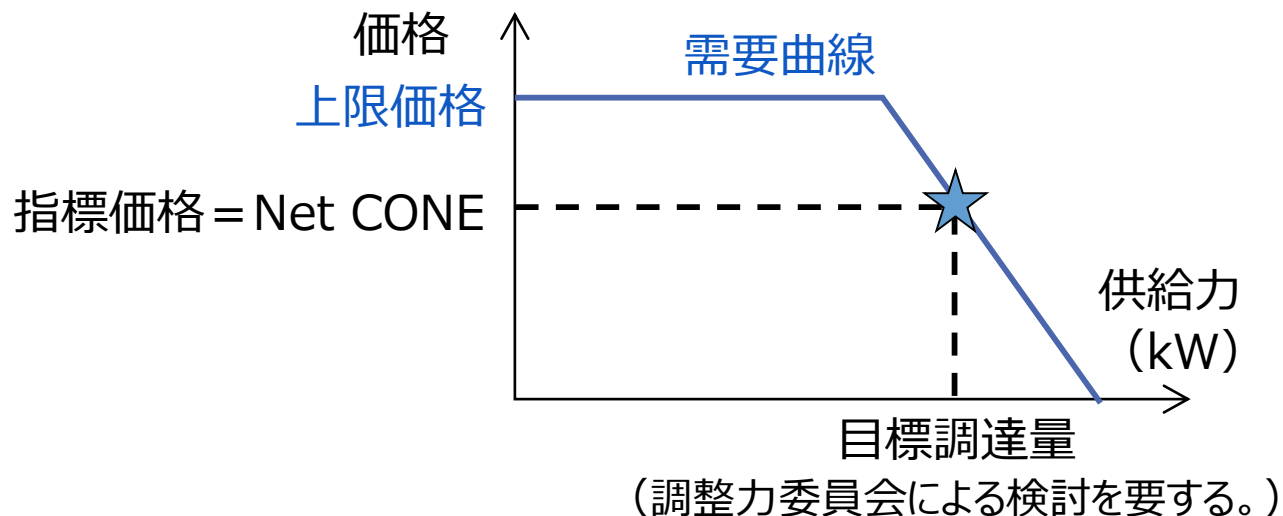 価格
需要曲線
上限価格
指標価格＝Net CONE
供給力
（kW）
目標調達量
（調整力委員会による検討を要する。）